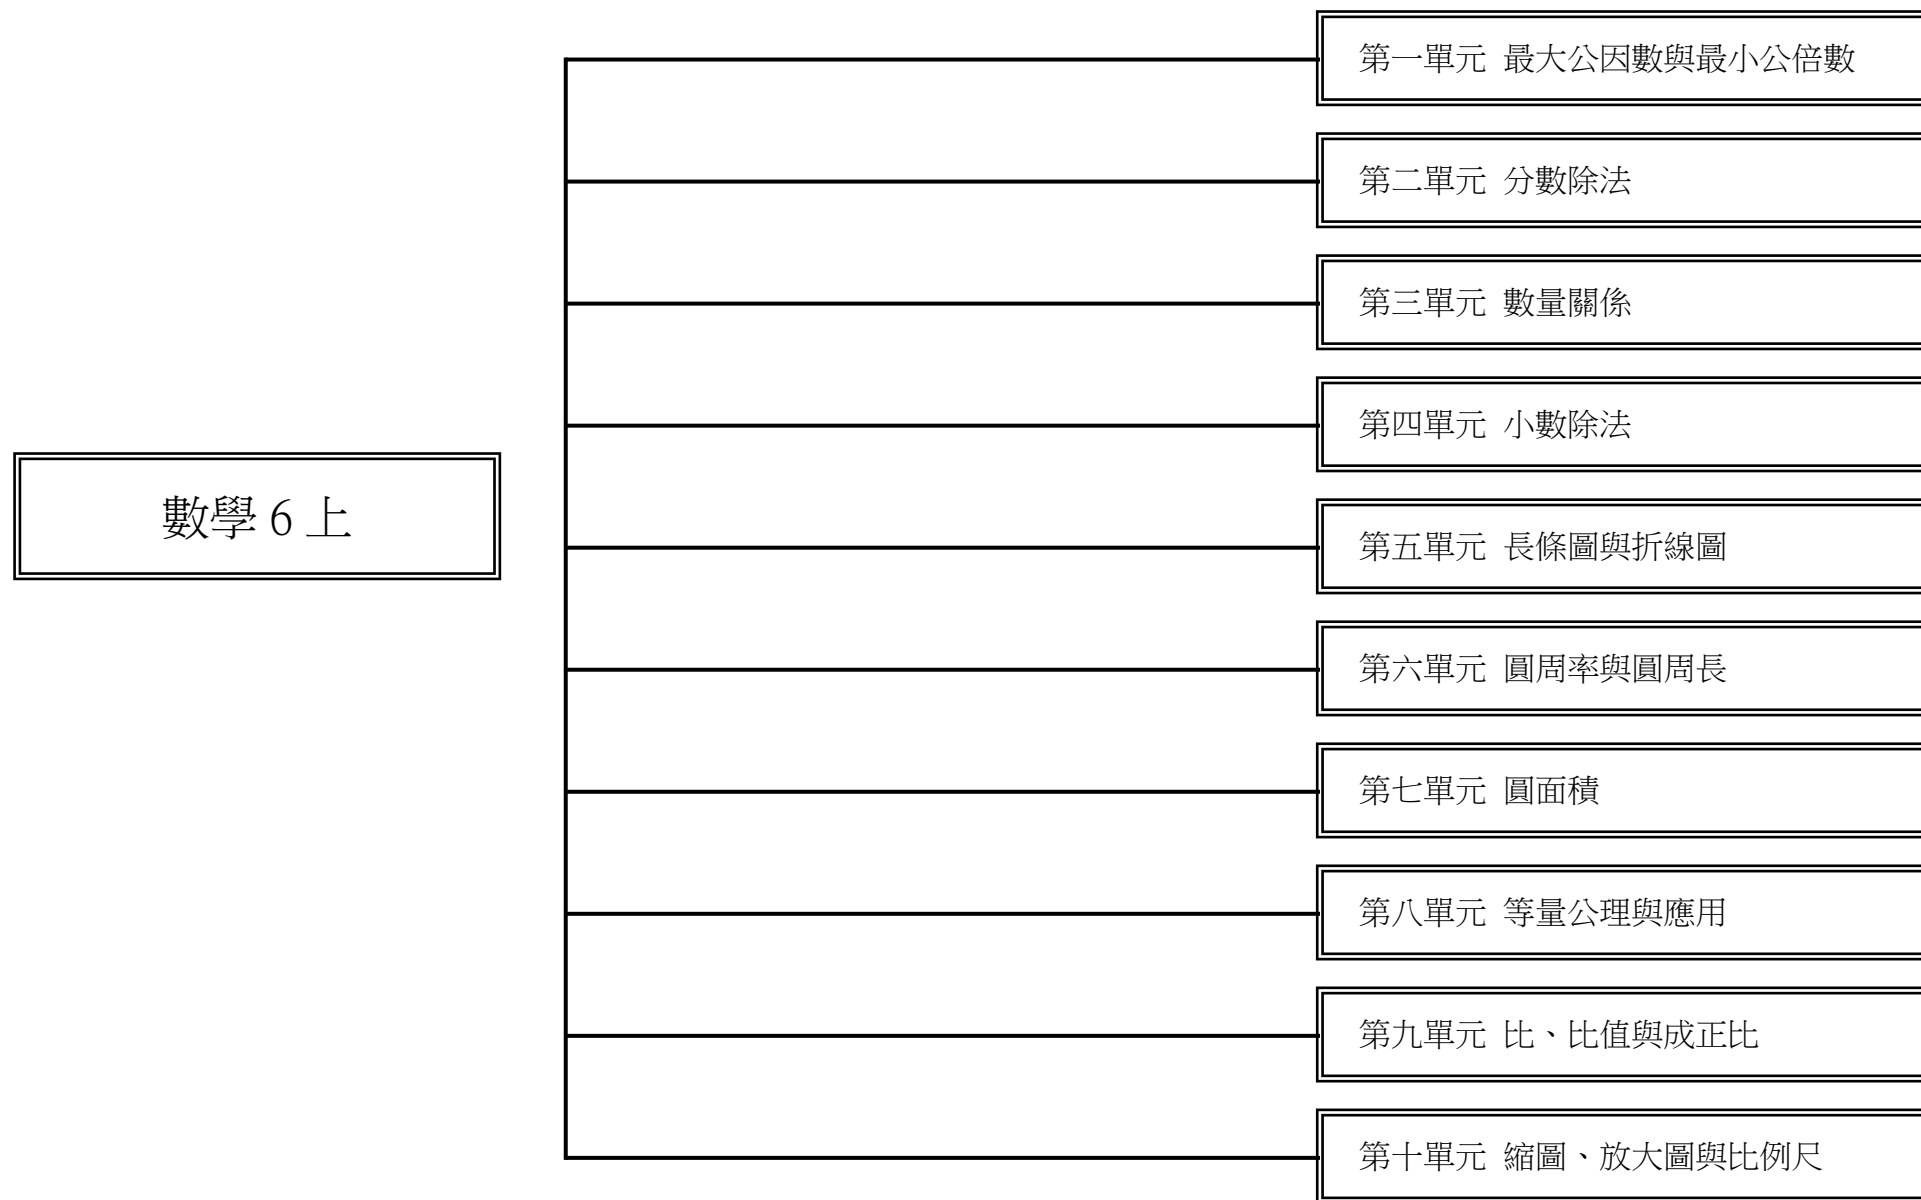 數學 6 上
第一單元 最大公因數與最小公倍數
第二單元 分數除法
第三單元 數量關係
第四單元 小數除法
第五單元 長條圖與折線圖
第六單元 圓周率與圓周長
第七單元 圓面積
第八單元 等量公理與應用
第九單元 比、比值與成正比
第十單元 縮圖、放大圖與比例尺